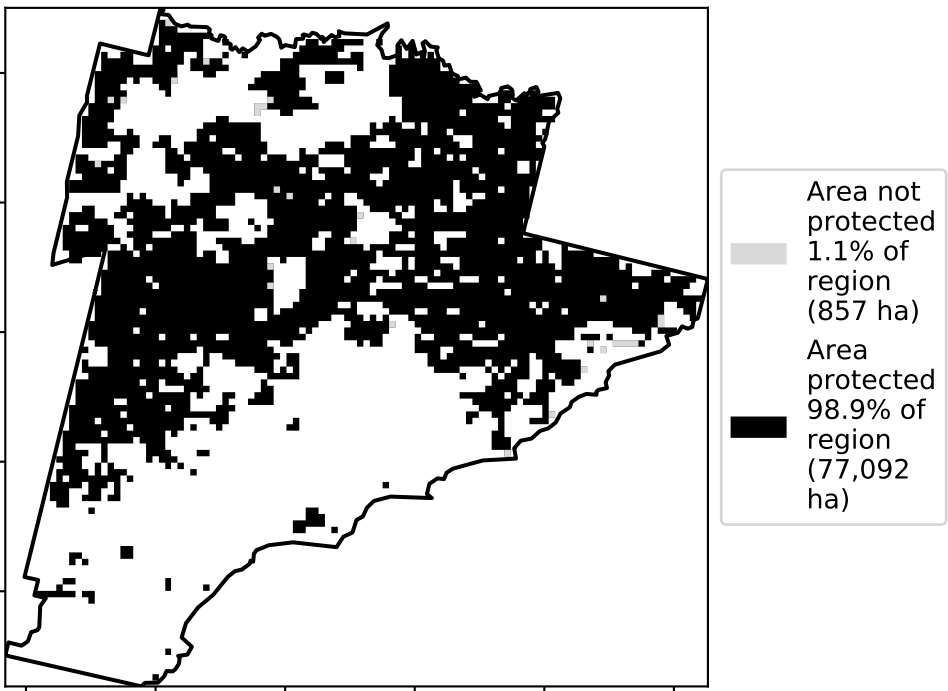 Area not
protected
1.1% of
region
(857 ha)
Area
protected
98.9% of
region
(77,092
ha)